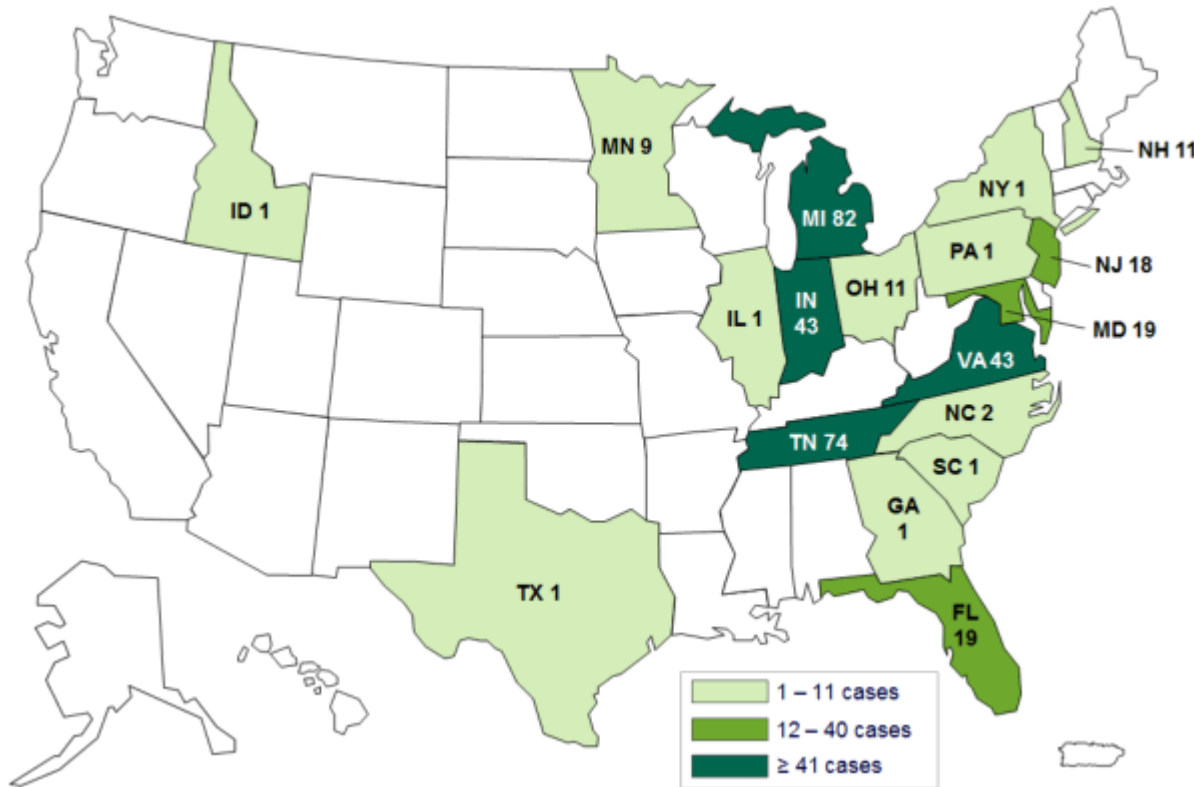 MN 9
NH 11
NY 1
ID 1
MI 82
PA 1
NJ 18
OH 11
IN
43
IL 1
MD 19
VA 43
NC 2
TN 74
SC 1
GA
1
TX 1
FL
19
1 – 11 cases
12 – 40 cases
≥ 41 cases